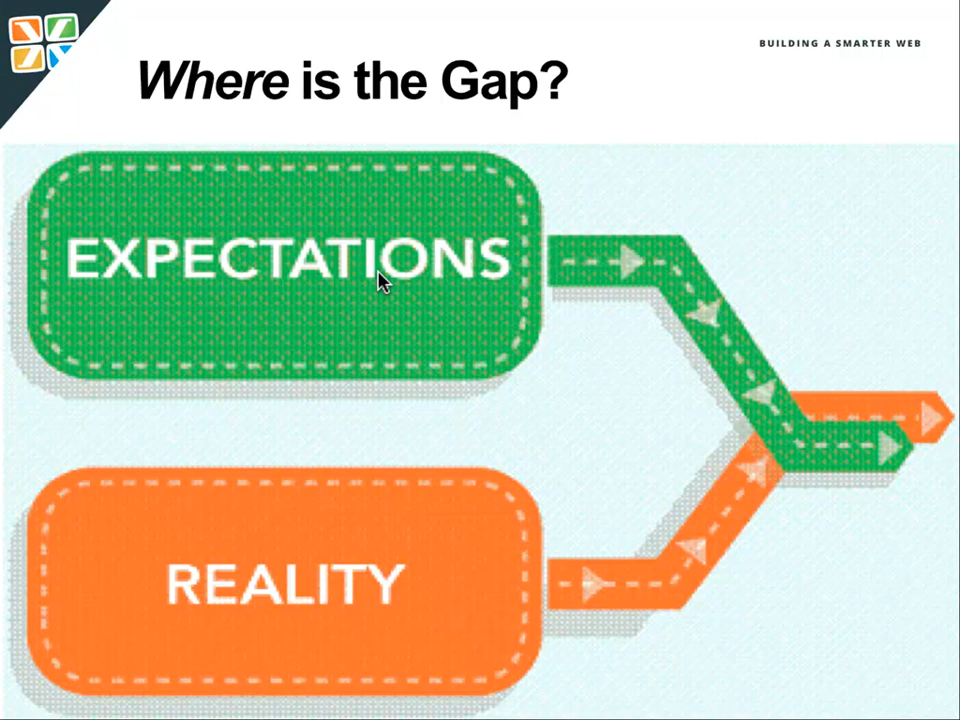 BUILDING A SMARTER WEB
Where is the Gap?
EXPECTATIONS
REALITY